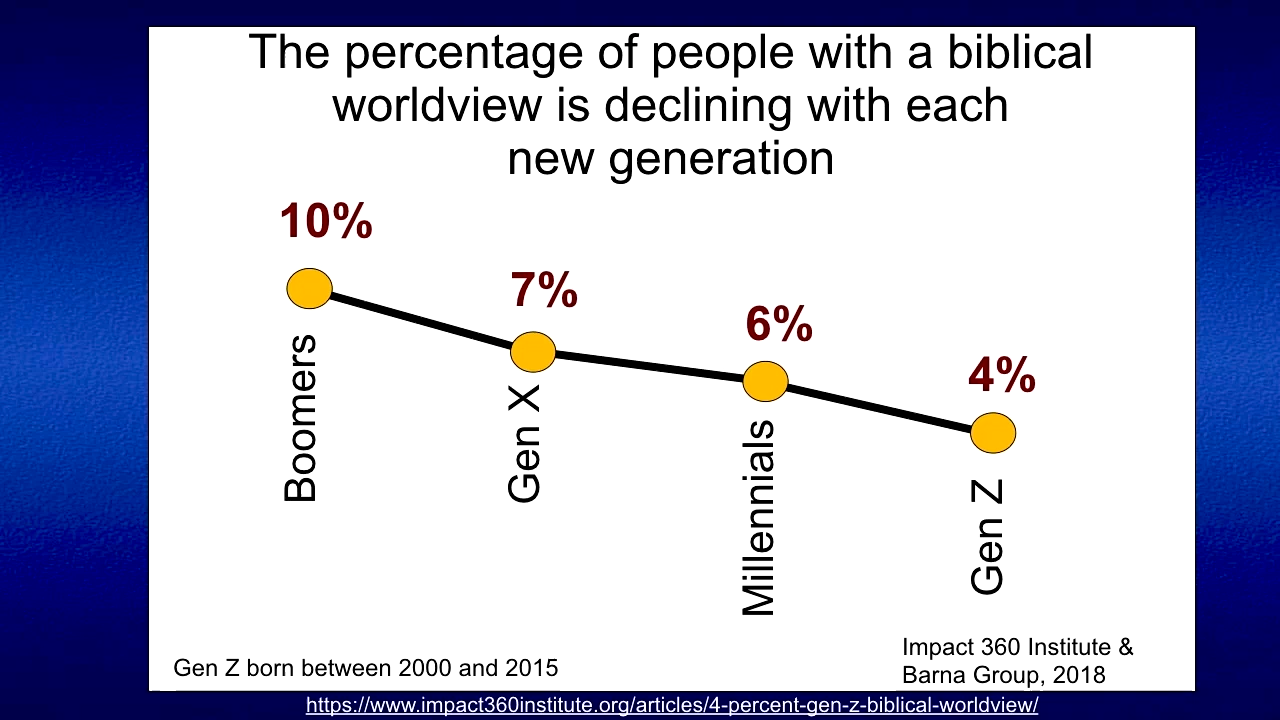 The percentage of people with a biblical
worldview is declining with each
new generation
10%
7%
6%
4%
Boomers
Gen X
Millennials
Gen Z
Gen Z born between 2000 and 2015
Impact 360 Institute &
Barna Group, 2018
https://www.impact360institute.org/articles/4-percent-gen-z-biblical-worldview/